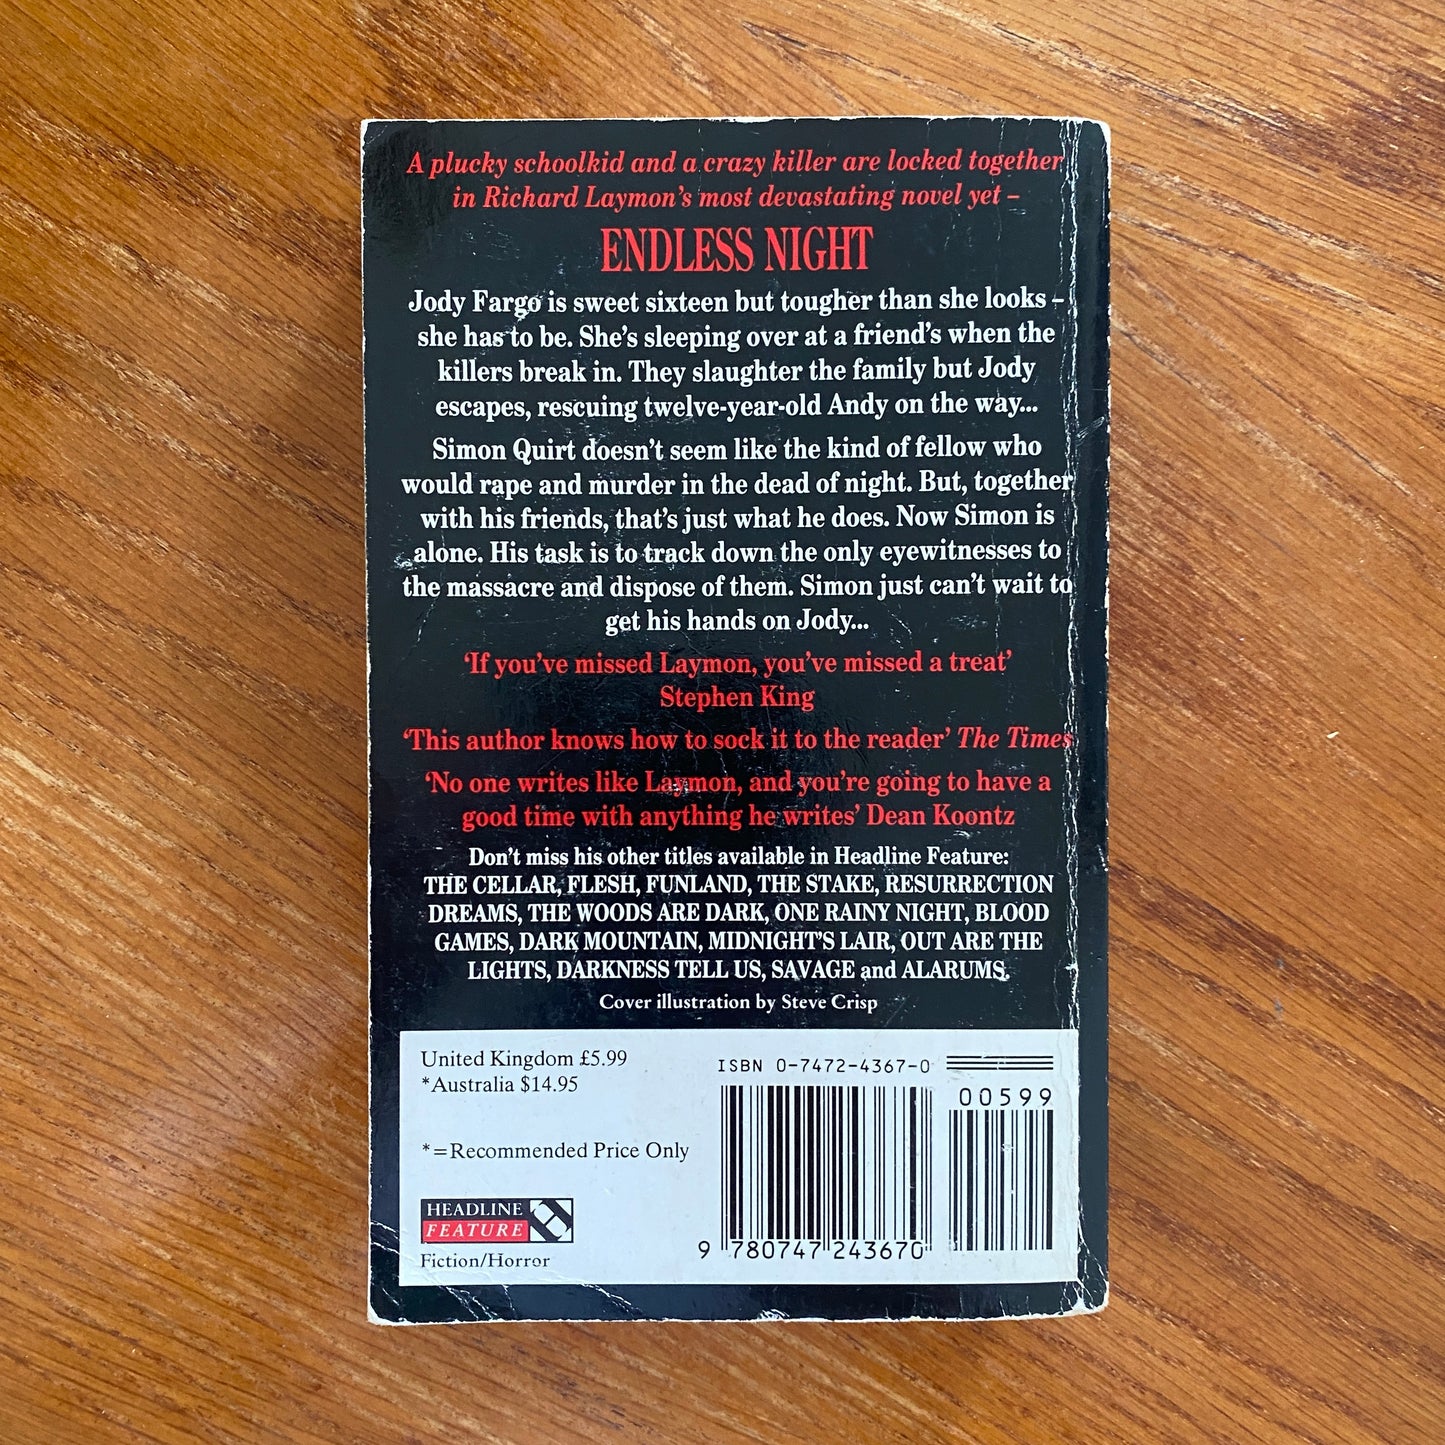 A plucky schoolkid and a crazy killer are locked together
in Richard Laymon's most devastating novel yet –
ENDLESS NIGHT
Jody Fargo is sweet sixteen but tougher than she looks –
she has to be. She's sleeping over at a friend's when the
killers break in. They slaughter the family but Jody
escapes, rescuing twelve-year-old Andy on the way...
Simon Quirt doesn't seem like the kind of fellow who
would rape and murder in the dead of night. But, together
with his friends, that's just what he does. Now Simon is
alone. His task is to track down the only eyewitnesses to
the massacre and dispose of them. Simon just can't wait to
get his hands on Jody...
'If you've missed Laymon, you've missed a treat'
Stephen King
'This author knows how to sock it to the reader' The Times
'No one writes like Laymon, and you're going to have a
good time with anything he writes' Dean Koontz
Don't miss his other titles available in Headline Feature:
THE CELLAR, FLESH, FUNLAND, THE STAKE, RESURRECTION
DREAMS, THE WOODS ARE DARK, ONE RAINY NIGHT, BLOOD
GAMES, DARK MOUNTAIN, MIDNIGHT'S LAIR, OUT ARE THE
LIGHTS, DARKNESS TELL US, SAVAGE and ALARUMS.
Cover illustration by Steve Crisp
United Kingdom £5.99
*Australia $14.95
*=Recommended Price Only
HEADLINE
FEATURE
Fiction/Horror
ISBN 0-7472-4367-0
00599
9 780747 243670